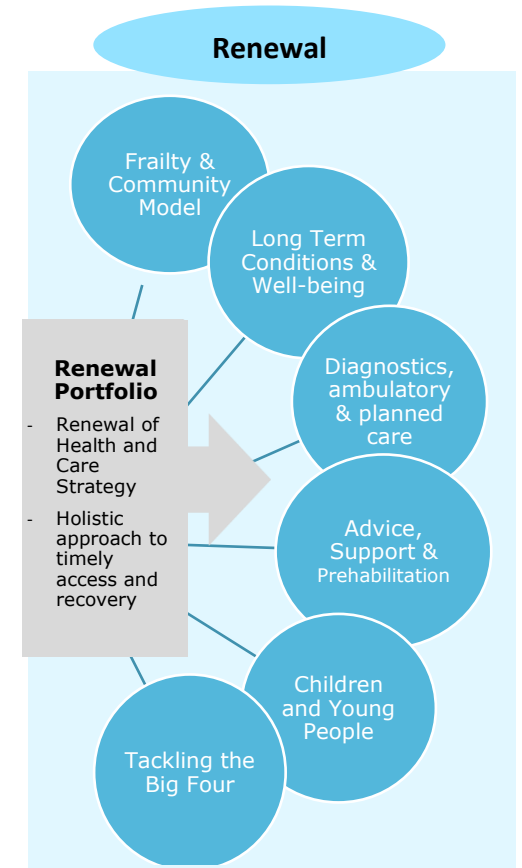 Renewal
Frailty &
Community
Model
Long Term
Conditions &
Well-being
Diagnostics,
ambulatory
& planned
care
Renewal
Portfolio
- Renewal of
Health and
Care
Strategy
- Holistic
approach to
timely
access and
recovery
Advice,
Support &
Prehabilitation
Children
and Young
People
Tackling the
Big Four